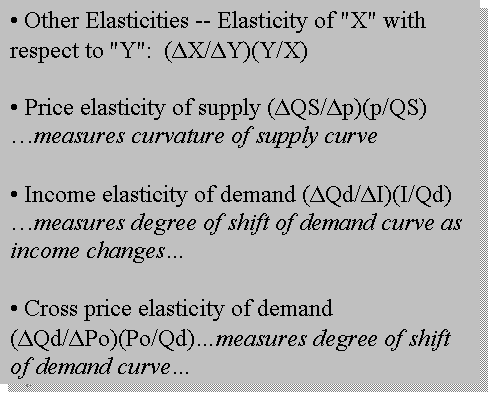 • Other Elasticities -- Elasticity of "X" with
respect to "Y":  (ΔX/ΔY)(Y/X)
• Price elasticity of supply (ΔQS/Δp)(p/QS)
…measures curvature of supply curve
• Income elasticity of demand (ΔQd/ΔI)(I/Qd)
…measures degree of shift of demand curve as
income changes…
• Cross price elasticity of demand
(ΔQd/ΔPo)(Po/Qd)…measures degree of shift
of demand curve…